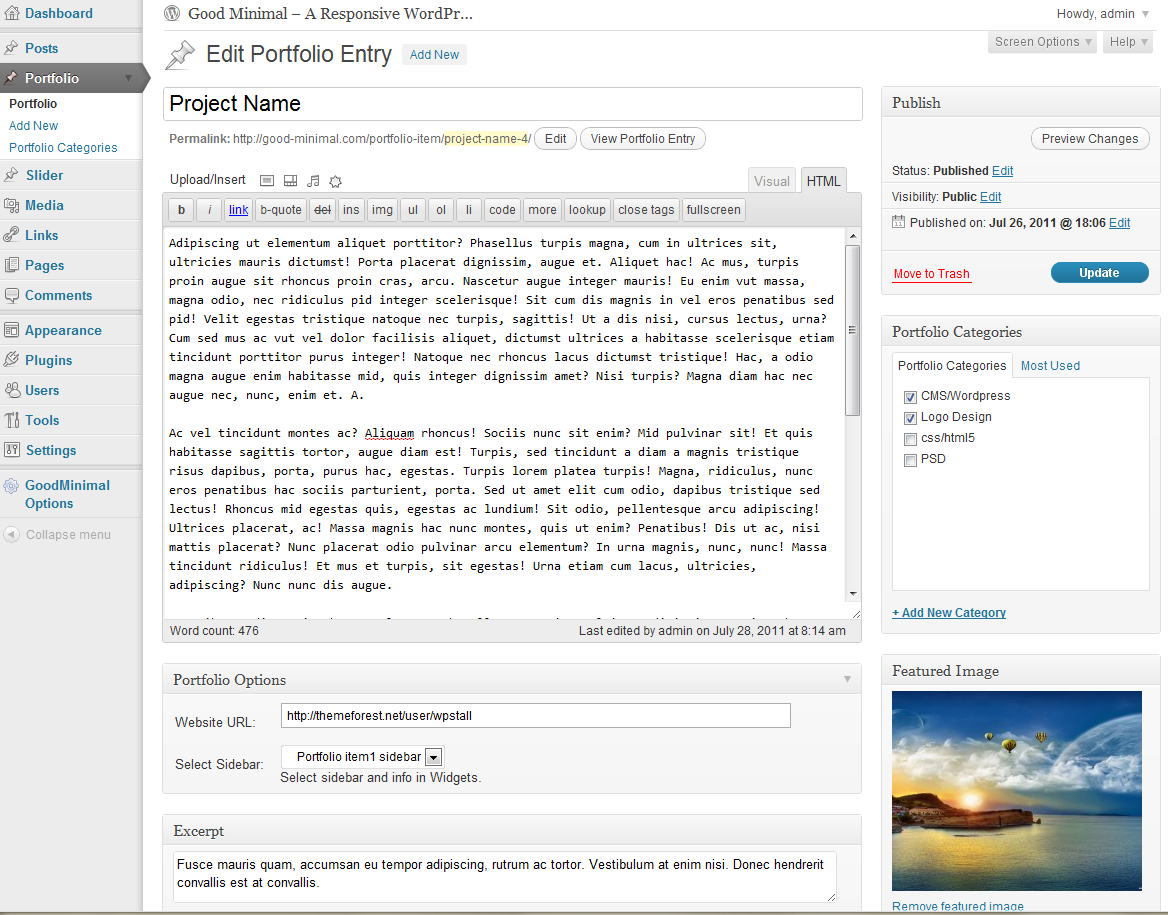 Dashboard
Posts
Portfolio
Portfolio
Add New
Portfolio Categories
Slider
Media
Links
Pages
Comments
Appearance
Plugins
Users
Tools
Settings
GoodMinimal
Options
Collapse menu
Good Minimal – A Responsive WordPr...
Howdy, admin
Screen Options
Help
Edit Portfolio Entry
Add New
Project Name
Permalink: http://good-minimal.com/portfolio-item/project-name-4/ Edit View Portfolio Entry
Upload/Insert
Visual HTML
b i link b-quote del ins img ul ol li code more lookup close tags fullscreen
Adipiscing ut elementum aliquet porttitor? Phasellus turpis magna, cum in ultrices sit,
ultricies mauris dictumst! Porta placerat dignissim, augue et. Aliquet hac! Ac mus, turpis
proin augue sit rhoncus proin cras, arcu. Nascetur augue integer mauris! Eu enim vut massa,
magna odio, nec ridiculus pid integer scelerisque! Sit cum dis magnis in vel eros penatibus sed
pid! Velit egestas tristique natoque nec turpis, sagittis! Ut a dis nisi, cursus lectus, urna?
Cum sed mus ac vut vel dolor facilisis aliquet, dictumst ultrices a habitasse scelerisque etiam
tincidunt porttitor purus integer! Natoque nec rhoncus lacus dictumst tristique! Hac, a odio
magna augue enim habitasse mid, quis integer dignissim amet? Nisi turpis? Magna diam hac nec
augue nec, nunc, enim et. A.
Ac vel tincidunt montes ac? Aliquam rhoncus! Sociis nunc sit enim? Mid pulvinar sit! Et quis
habitasse sagittis tortor, augue diam est! Turpis, sed tincidunt a diam a magnis tristique
risus dapibus, porta, purus hac, egestas. Turpis lorem platea turpis! Magna, ridiculus, nunc
eros penatibus hac sociis parturient, porta. Sed ut amet elit cum odio, dapibus tristique sed
lectus! Rhoncus mid egestas quis, egestas ac lundium! Sit odio, pellentesque arcu adipiscing!
Ultrices placerat, ac! Massa magnis hac nunc montes, quis ut enim? Penatibus! Dis ut ac, nisi
mattis placerat? Nunc placerat odio pulvinar arcu elementum? In urna magnis, nunc, nunc! Massa
tincidunt ridiculus! Et mus et turpis, sit egestas! Urna etiam cum lacus, ultricies,
adipiscing? Nunc nunc dis augue.
Word count: 476
Last edited by admin on July 28, 2011 at 8:14 am
Portfolio Options
Website URL: http://themeforest.net/user/wpstall
Select Sidebar: Portfolio item1 sidebar
Select sidebar and info in Widgets.
Excerpt
Fusce mauris quam, accumsan eu tempor adipiscing, rutrum ac tortor. Vestibulum at enim nisi. Donec hendrerit
convallis est at convallis.
Publish
Preview Changes
Status: Published Edit
Visibility: Public Edit
Published on: Jul 26, 2011 @ 18:06 Edit
Move to Trash
Update
Portfolio Categories
Portfolio Categories Most Used
CMS/Wordpress
Logo Design
css/html5
PSD
+ Add New Category
Featured Image
Remove featured image